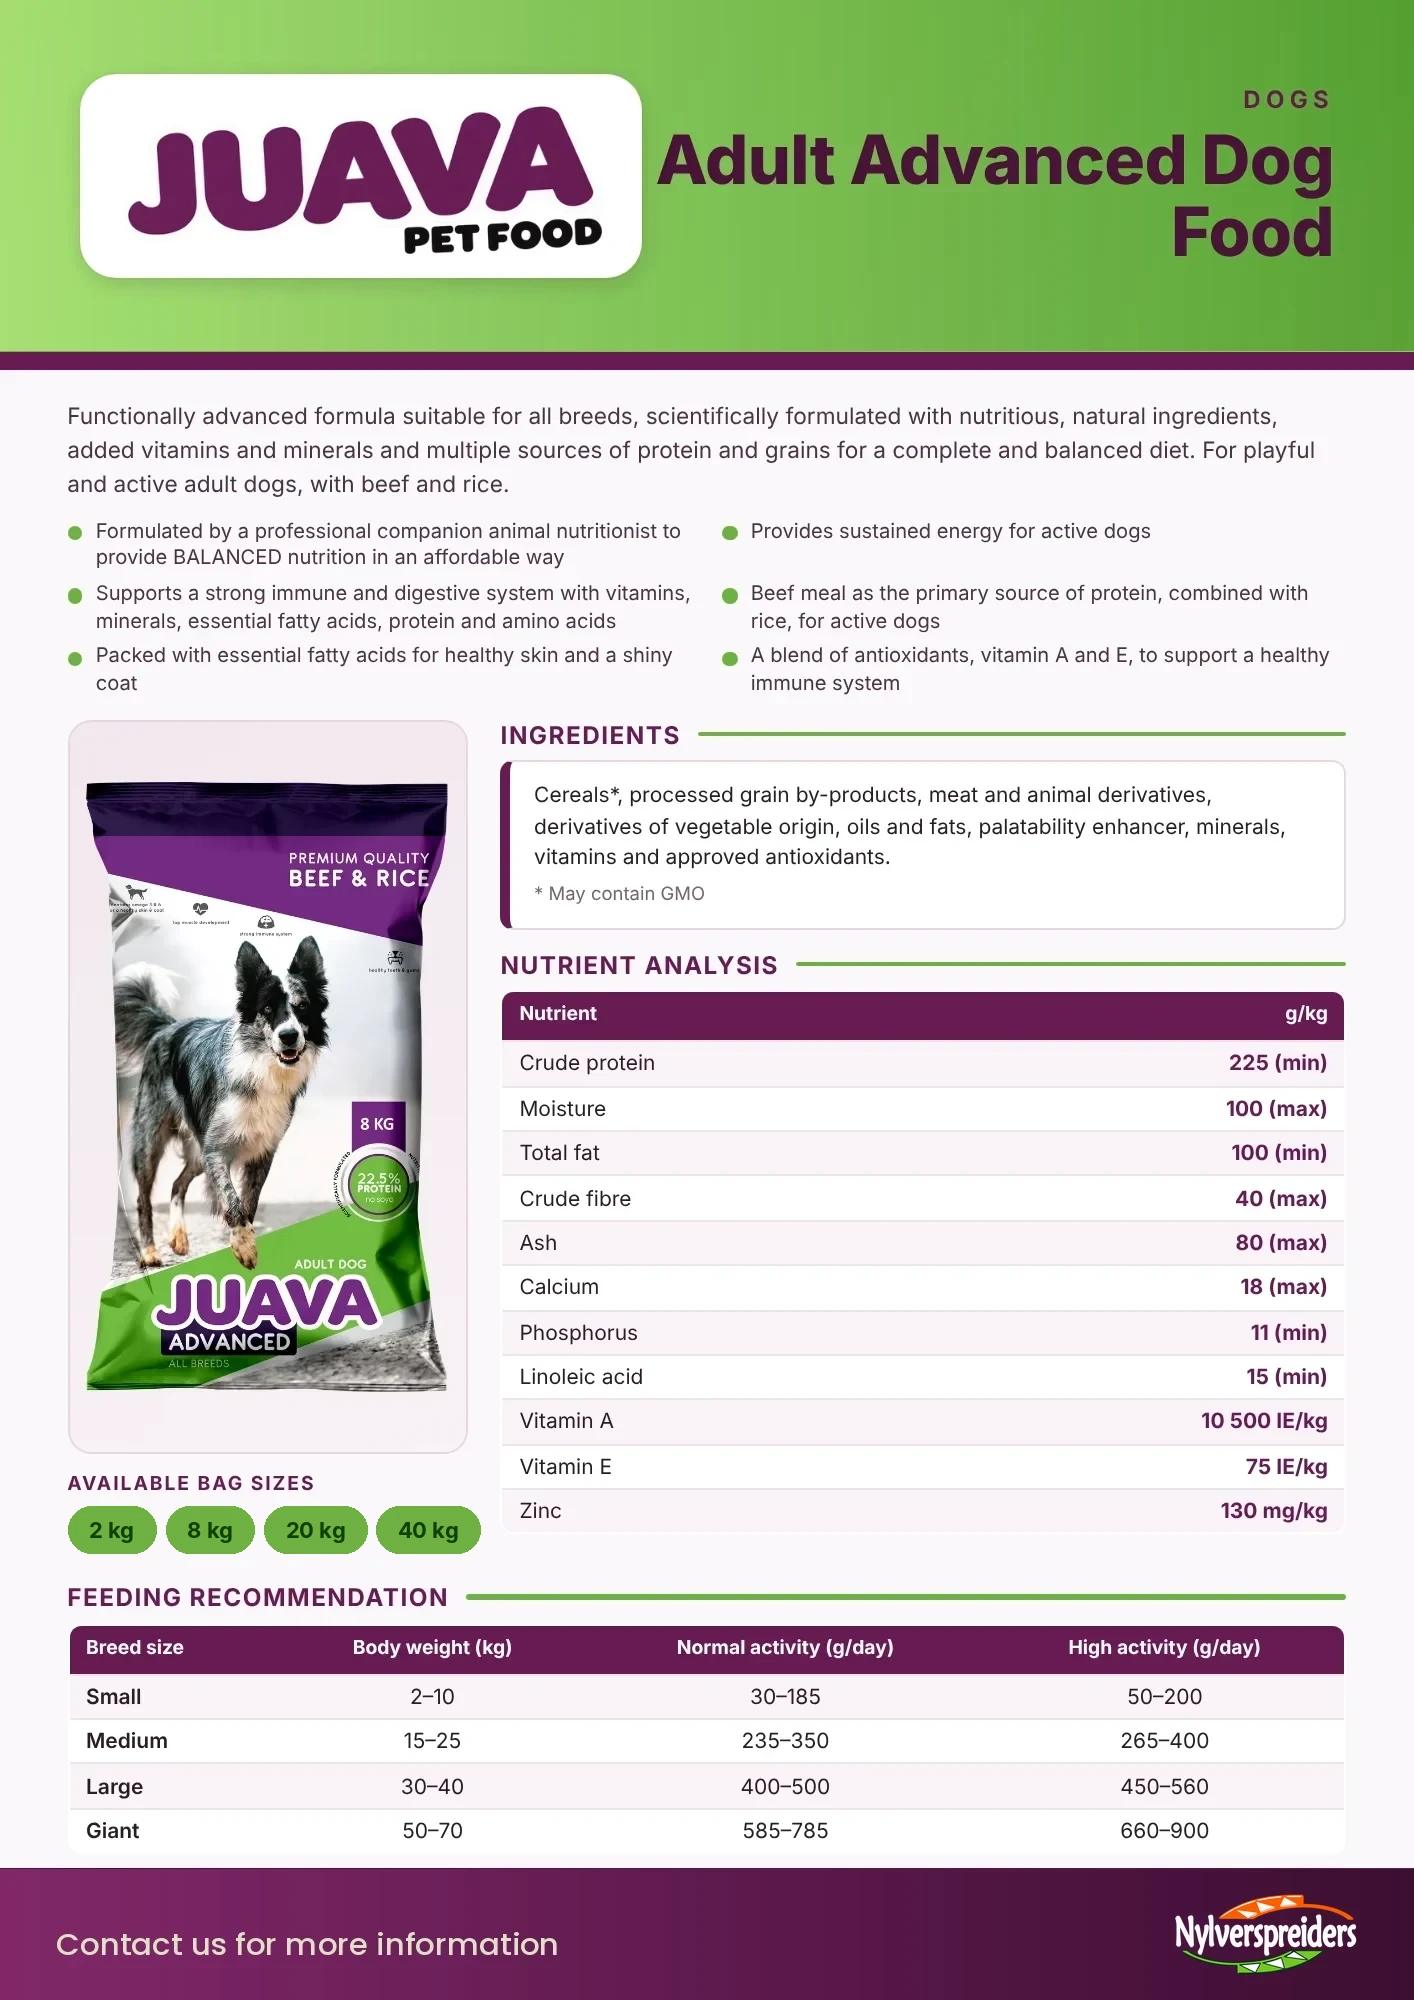 JUAVA
PET FOOD
DOGS
Adult Advanced Dog
Food
Functionally advanced formula suitable for all breeds, scientifically formulated with nutritious, natural ingredients,
added vitamins and minerals and multiple sources of protein and grains for a complete and balanced diet. For playful
and active adult dogs, with beef and rice.
Formulated by a professional companion animal nutritionist to
provide BALANCED nutrition in an affordable way
Provides sustained energy for active dogs
Supports a strong immune and digestive system with vitamins,
minerals, essential fatty acids, protein and amino acids
Beef meal as the primary source of protein, combined with
rice, for active dogs
Packed with essential fatty acids for healthy skin and a shiny
coat
A blend of antioxidants, vitamin A and E, to support a healthy
immune system
PREMIUM QUALITY
BEEF & RICE
top muscle development
strong immune system
healthy teeth & gums
8 KG
SCIENTIFICALLY FORMULATED
22.5%
PROTEIN
no soya
ADULT DOG
JUAVA
ADVANCED
ALL BREEDS
AVAILABLE BAG SIZES
2 kg 8 kg 20 kg 40 kg
INGREDIENTS
Cereals*, processed grain by-products, meat and animal derivatives,
derivatives of vegetable origin, oils and fats, palatability enhancer, minerals,
vitamins and approved antioxidants.
* May contain GMO
NUTRIENT ANALYSIS
Nutrient g/kg
Crude protein 225 (min)
Moisture 100 (max)
Total fat 100 (min)
Crude fibre 40 (max)
Ash 80 (max)
Calcium 18 (max)
Phosphorus 11 (min)
Linoleic acid 15 (min)
Vitamin A 10 500 IE/kg
Vitamin E 75 IE/kg
Zinc 130 mg/kg
FEEDING RECOMMENDATION
Breed size Body weight (kg) Normal activity (g/day) High activity (g/day)
Small 2–10 30–185 50–200
Medium 15–25 235–350 265–400
Large 30–40 400–500 450–560
Giant 50–70 585–785 660–900
Contact us for more information
Nylverspreiders